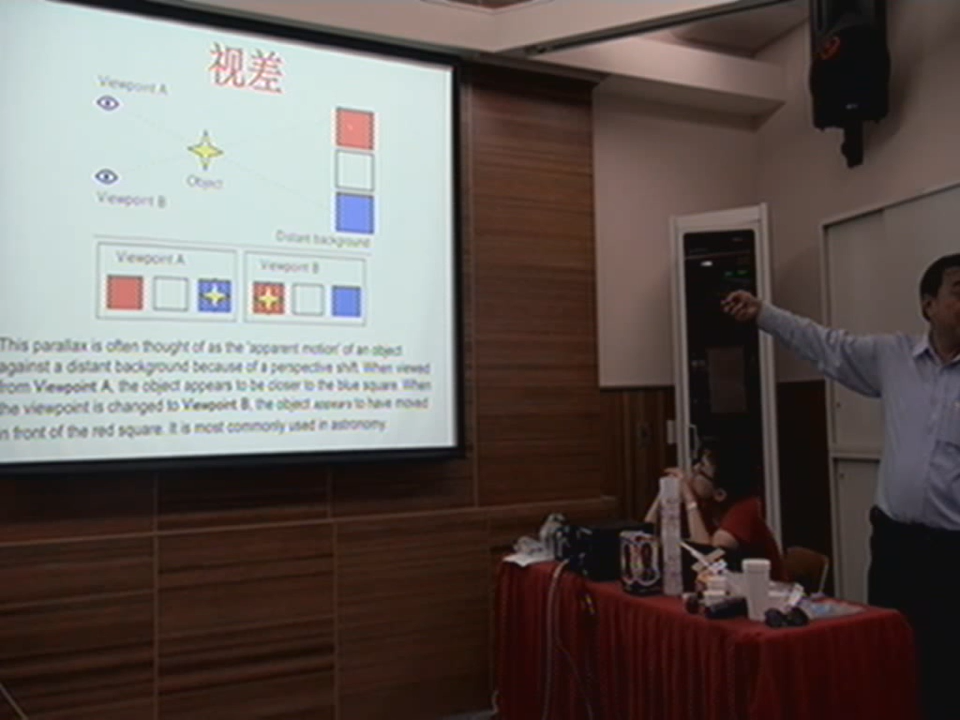 视差
Viewpoint A
Object
Viewpoint B
Distant background
Viewpoint A
Viewpoint B
This parallax is often thought of as the 'apparent motion' of an object
against a distant background because of a perspective shift. When viewed
from Viewpoint A, the object appears to be closer to the blue square. When
the viewpoint is changed to Viewpoint B, the object appears to have moved
in front of the red square. It is most commonly used in astronomy.